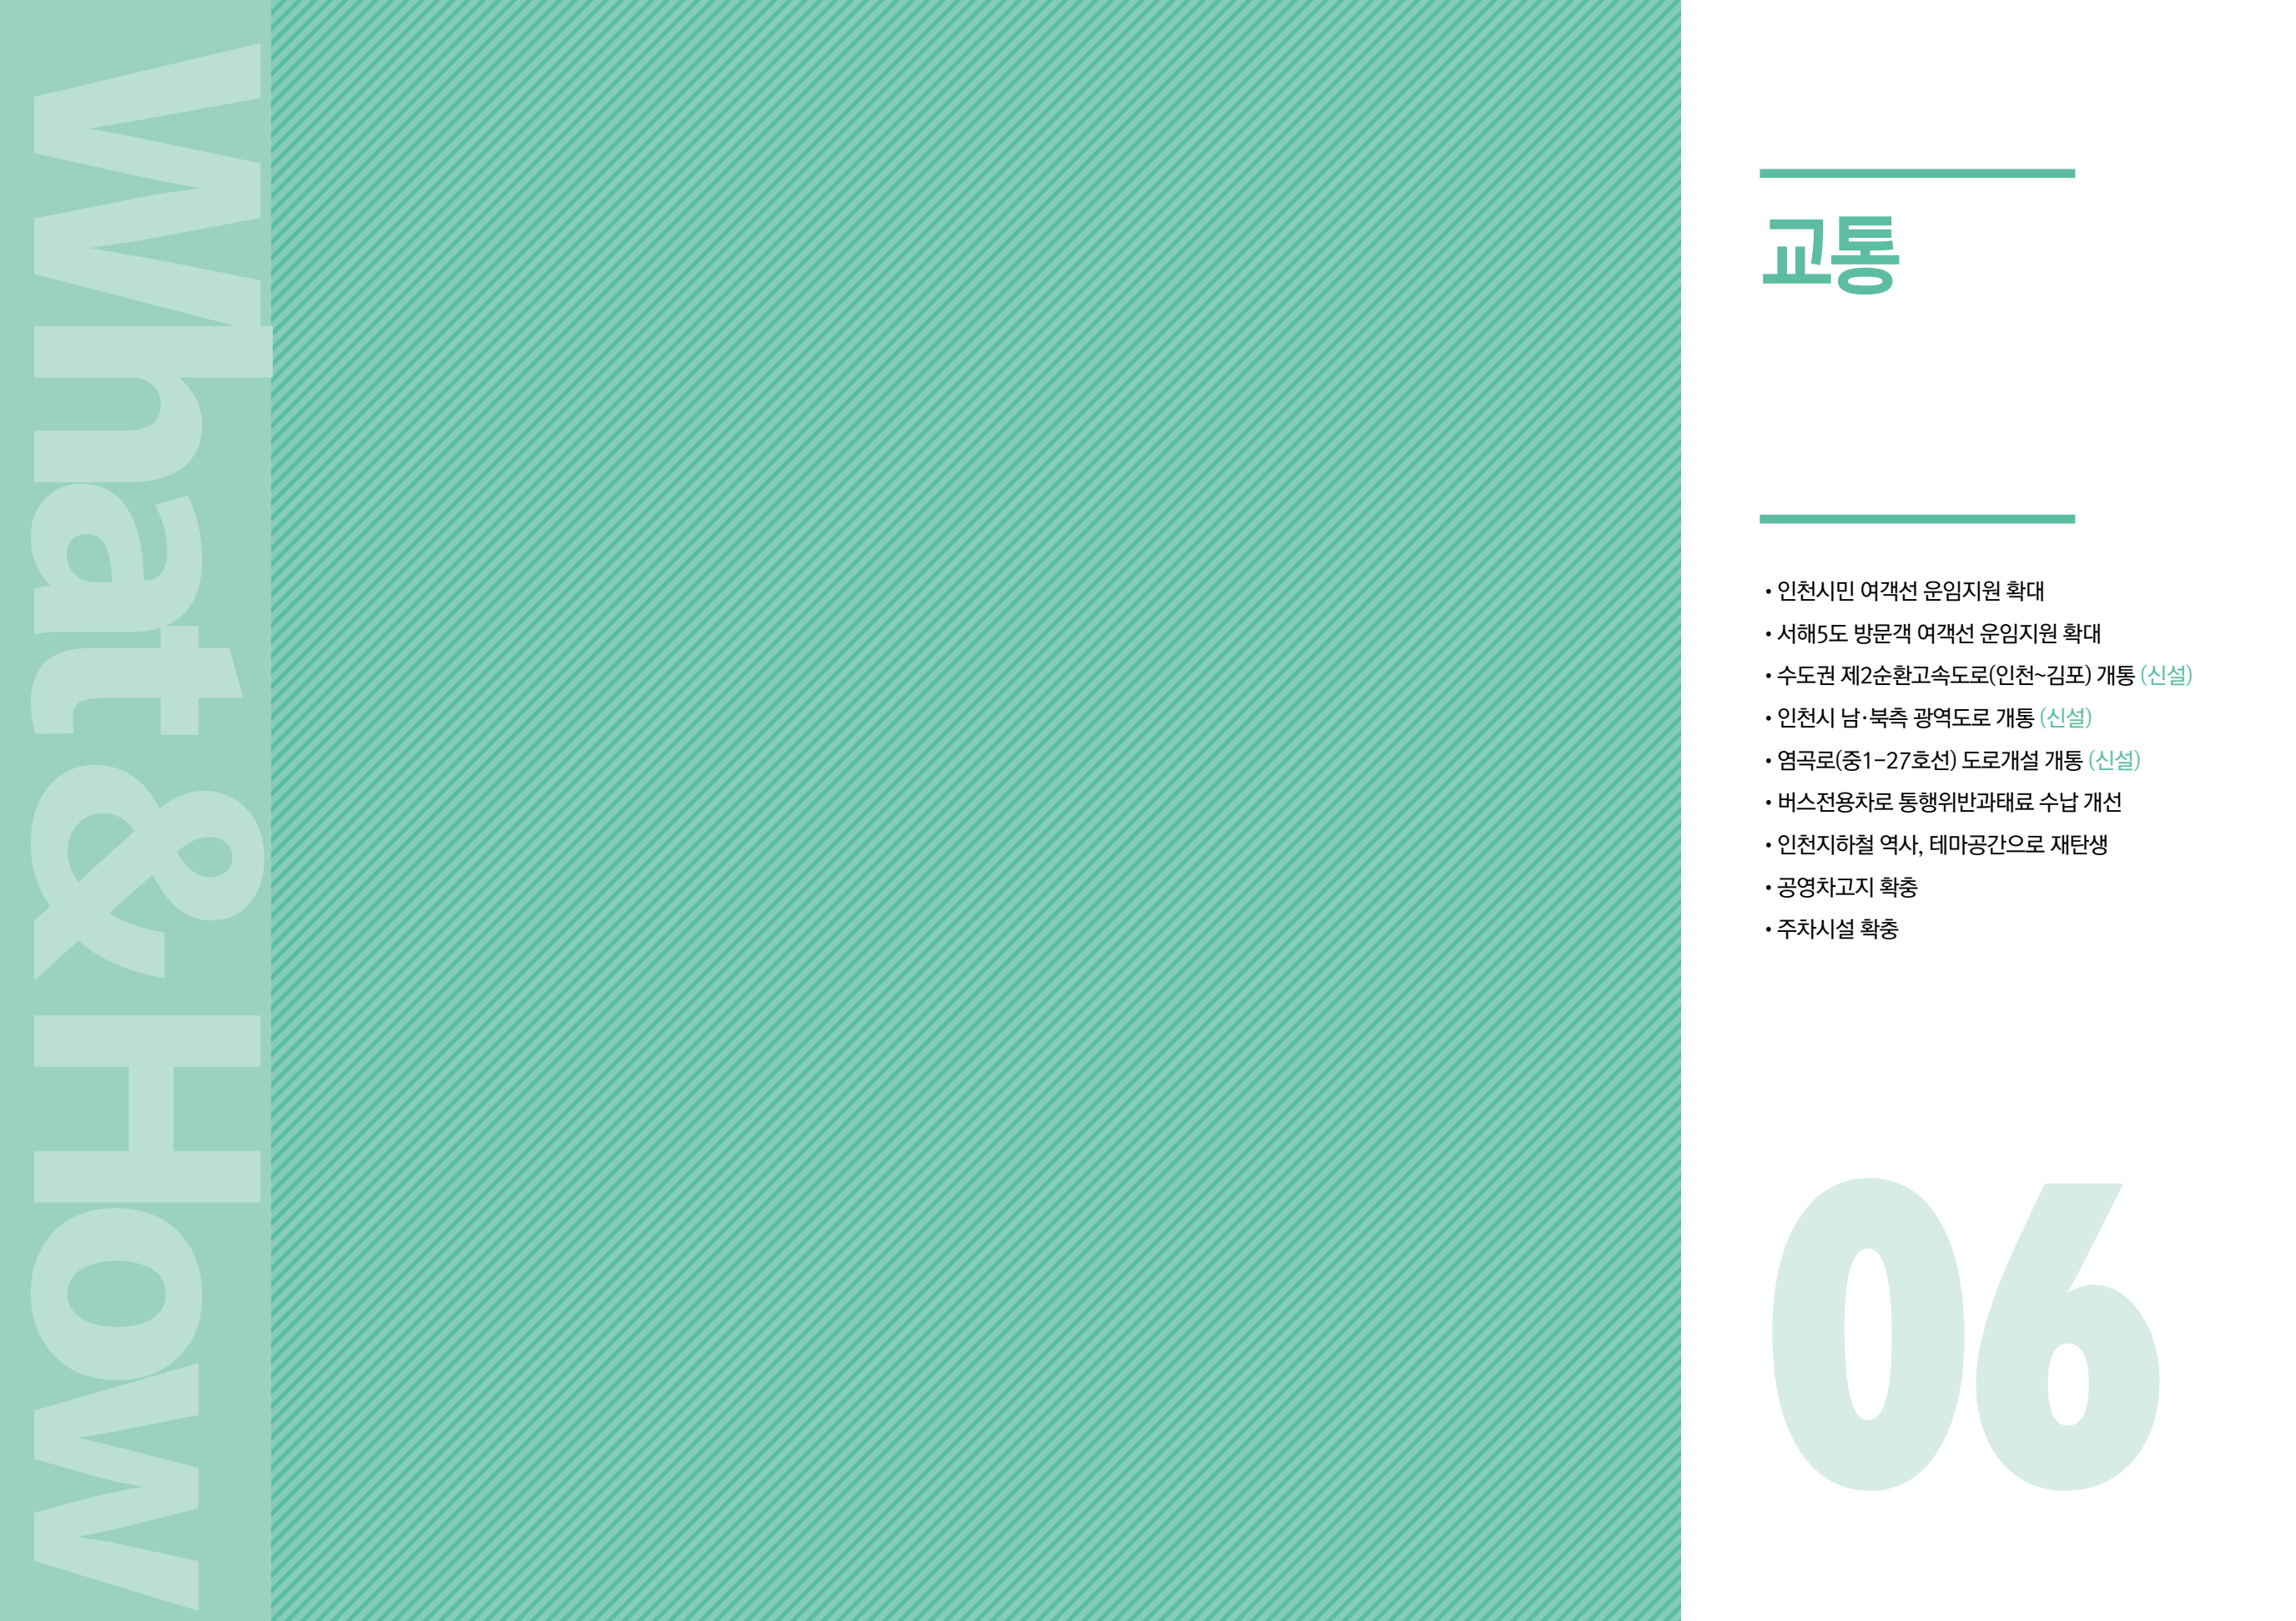 What & How
교통
• 인천시민 여객선 운임지원 확대
• 서해5도 방문객 여객선 운임지원 확대
• 수도권 제2순환고속도로(인천~김포) 개통 (신설)
• 인천시 남·북측 광역도로 개통 (신설)
• 염곡로(중1-27호선) 도로개설 개통 (신설)
• 버스전용차로 통행위반과태료 수납 개선
• 인천지하철 역사, 테마공간으로 재탄생
• 공영차고지 확충
• 주차시설 확충
06